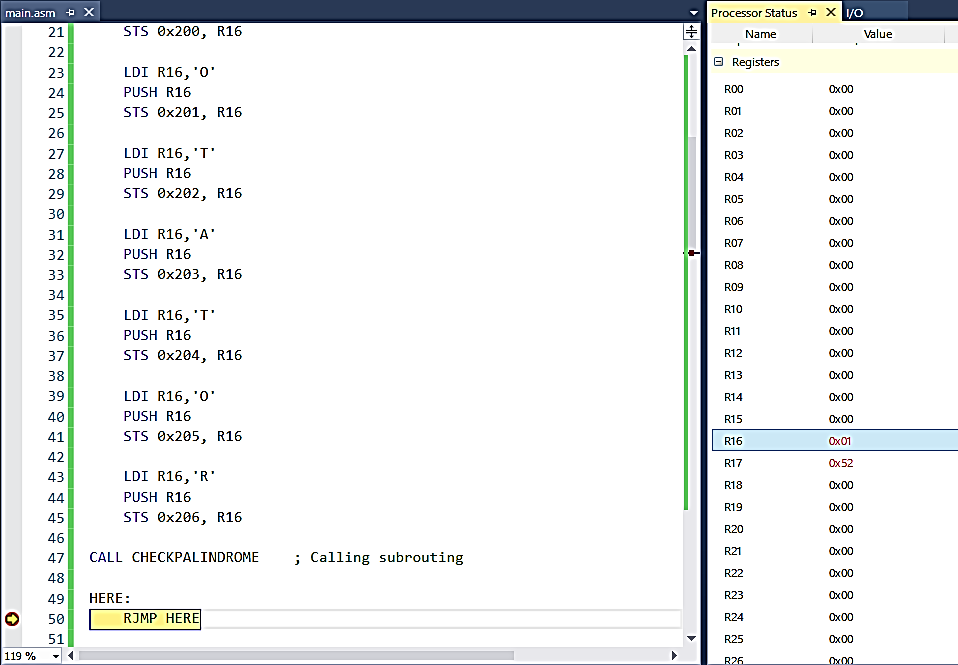 main.asm
21 STS 0x200, R16
22
23 LDI R16,'O'
24 PUSH R16
25 STS 0x201, R16
26
27 LDI R16,'T'
28 PUSH R16
29 STS 0x202, R16
30
31 LDI R16,'A'
32 PUSH R16
33 STS 0x203, R16
34
35 LDI R16,'T'
36 PUSH R16
37 STS 0x204, R16
38
39 LDI R16,'O'
40 PUSH R16
41 STS 0x205, R16
42
43 LDI R16,'R'
44 PUSH R16
45 STS 0x206, R16
46
47 CALL CHECKPALINDROME ; Calling subrouting
48
49 HERE:
50 RJMP HERE
51
119 %
Processor Status I/O
Name Value
Registers
R00 0x00
R01 0x00
R02 0x00
R03 0x00
R04 0x00
R05 0x00
R06 0x00
R07 0x00
R08 0x00
R09 0x00
R10 0x00
R11 0x00
R12 0x00
R13 0x00
R14 0x00
R15 0x00
R16 0x01
R17 0x52
R18 0x00
R19 0x00
R20 0x00
R21 0x00
R22 0x00
R23 0x00
R24 0x00
R25 0x00
R26 0x00